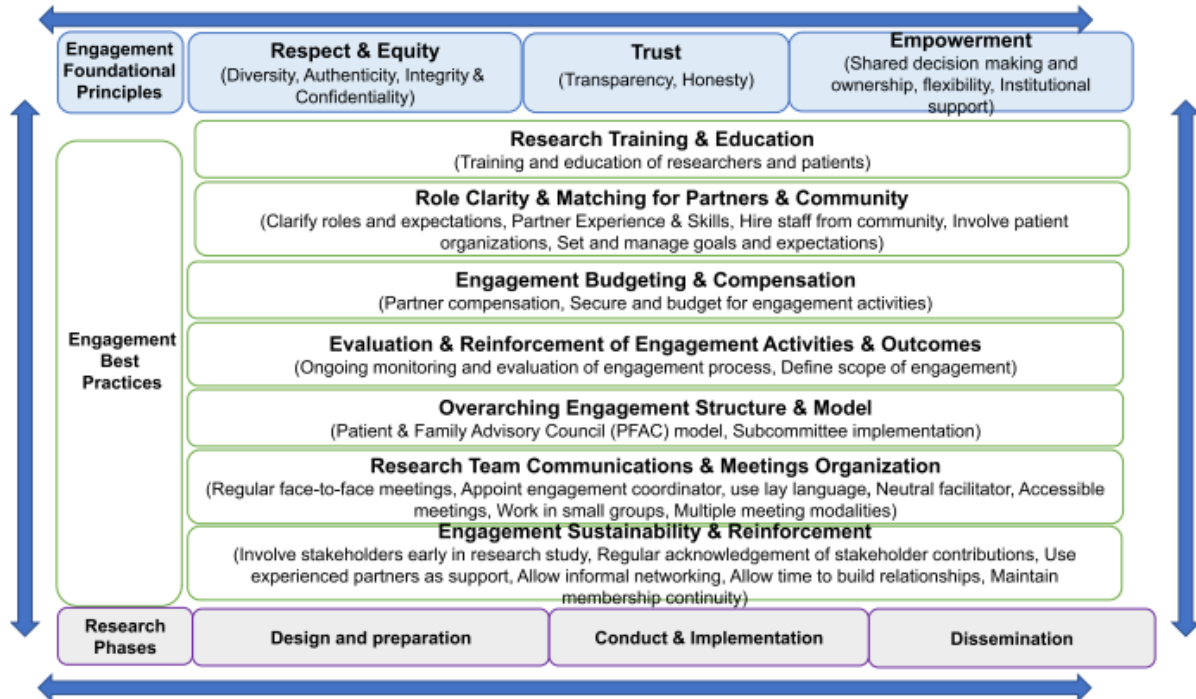 Engagement
Foundational
Principles
Respect & Equity
(Diversity, Authenticity, Integrity &
Confidentiality)
Trust
(Transparency, Honesty)
Empowerment
(Shared decision making and
ownership, flexibility, Institutional
support)
Engagement
Best
Practices
Research Training & Education
(Training and education of researchers and patients)
Role Clarity & Matching for Partners & Community
(Clarify roles and expectations, Partner Experience & Skills, Hire staff from community, Involve patient
organizations, Set and manage goals and expectations)
Engagement Budgeting & Compensation
(Partner compensation, Secure and budget for engagement activities)
Evaluation & Reinforcement of Engagement Activities & Outcomes
(Ongoing monitoring and evaluation of engagement process, Define scope of engagement)
Overarching Engagement Structure & Model
(Patient & Family Advisory Council (PFAC) model, Subcommittee implementation)
Research Team Communications & Meetings Organization
(Regular face-to-face meetings, Appoint engagement coordinator, use lay language, Neutral facilitator, Accessible
meetings, Work in small groups, Multiple meeting modalities)
Engagement Sustainability & Reinforcement
(Involve stakeholders early in research study, Regular acknowledgement of stakeholder contributions, Use
experienced partners as support, Allow informal networking, Allow time to build relationships, Maintain
membership continuity)
Research
Phases
Design and preparation
Conduct & Implementation
Dissemination